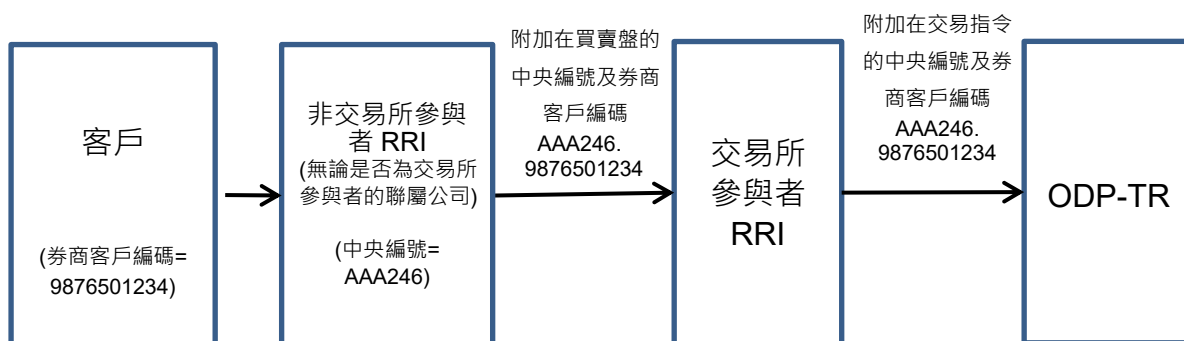 客戶
(券商客戶編碼=
9876501234)
非交易所參與
者 RRI
(無論是否為交易所
參與者的聯屬公司)
(中央編號=
AAA246)
附加在買賣盤的
中央編號及券商
客戶編碼
AAA246.
9876501234
交易所
參與者
RRI
附加在交易指令
的中央編號及券
商客戶編碼
AAA246.
9876501234
ODP-TR